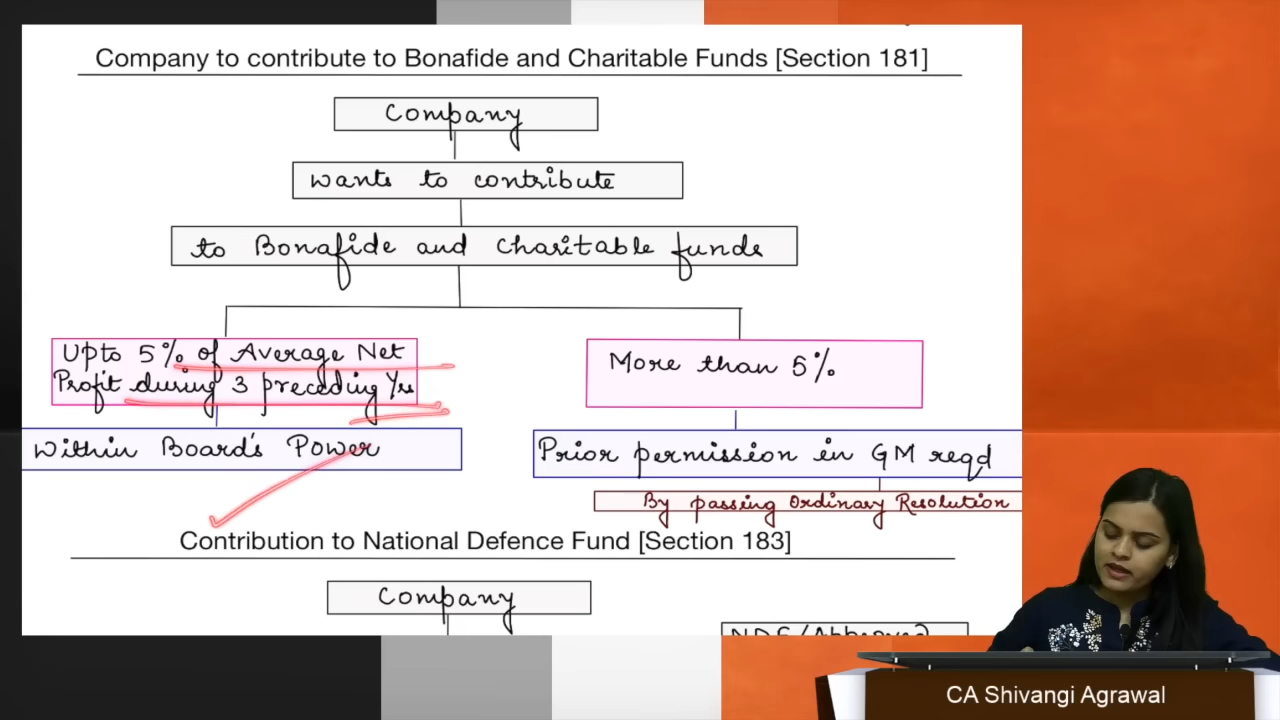 Company to contribute to Bonafide and Charitable Funds [Section 181]
Company
wants to contribute
to Bonafide and Charitable funds
Upto 5% of Average Net
Profit during 3 preceding Yrs
More than 5%
Within Board's Power
Prior permission in GM reqd
By passing Ordinary Resolution
Contribution to National Defence Fund [Section 183]
Company
NDF/Approved
CA Shivangi Agrawal